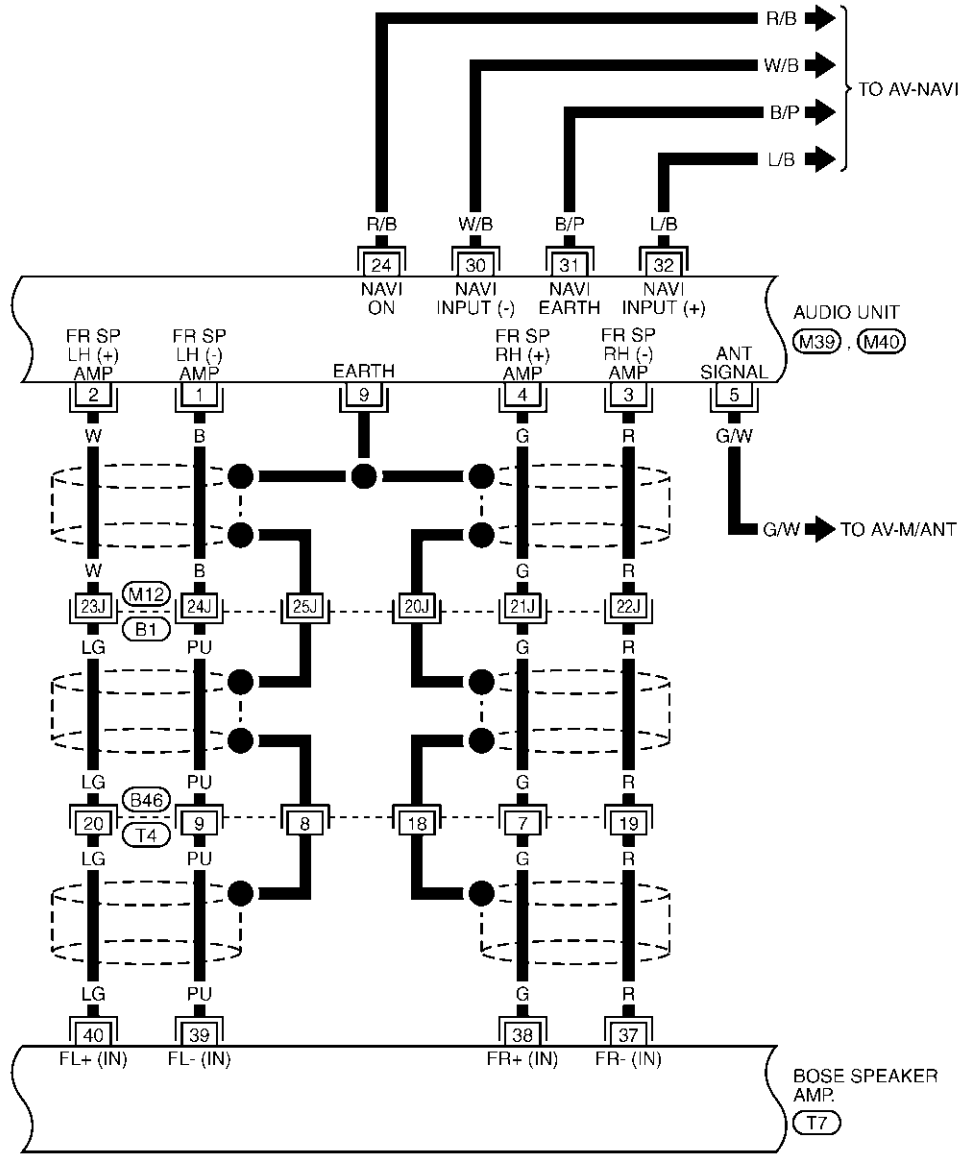 R/B
W/B
TO AV-NAVI
B/P
L/B
R/B W/B B/P L/B
24 30 31 32
NAVI ON NAVI INPUT (-) NAVI EARTH NAVI INPUT (+)
AUDIO UNIT
M39 , M40
FR SP LH (+) AMP FR SP LH (-) AMP EARTH FR SP RH (+) AMP FR SP RH (-) AMP ANT SIGNAL
2 1 9 4 3 5
W B G R G/W
G/W TO AV-M/ANT
W B G R
M12
23J 24J 25J 20J 21J 22J
B1
LG PU G R
LG PU G R
B46
20 9 8 18 7 19
T4
LG PU G R
LG PU G R
40 39 38 37
FL+ (IN) FL- (IN) FR+ (IN) FR- (IN)
BOSE SPEAKER
AMP.
T7